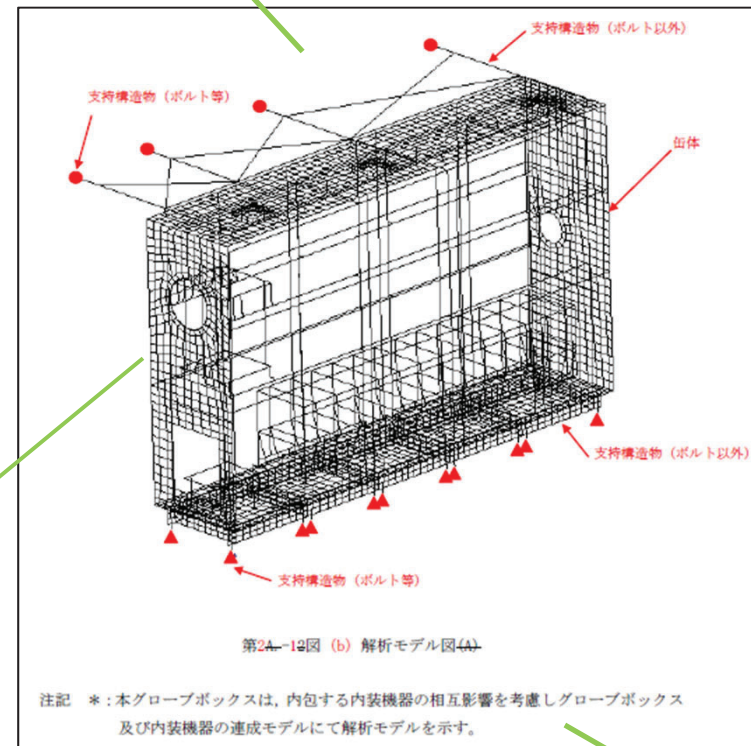 支持構造物（ボルト以外）
支持構造物（ボルト等）
缶体
支持構造物（ボルト以外）
支持構造物（ボルト等）
第2A.-12図 (b) 解析モデル図(A)
注記　＊：本グローブボックスは，内包する内装機器の相互影響を考慮しグローブボックス
及び内装機器の連成モデルにて解析モデルを示す。